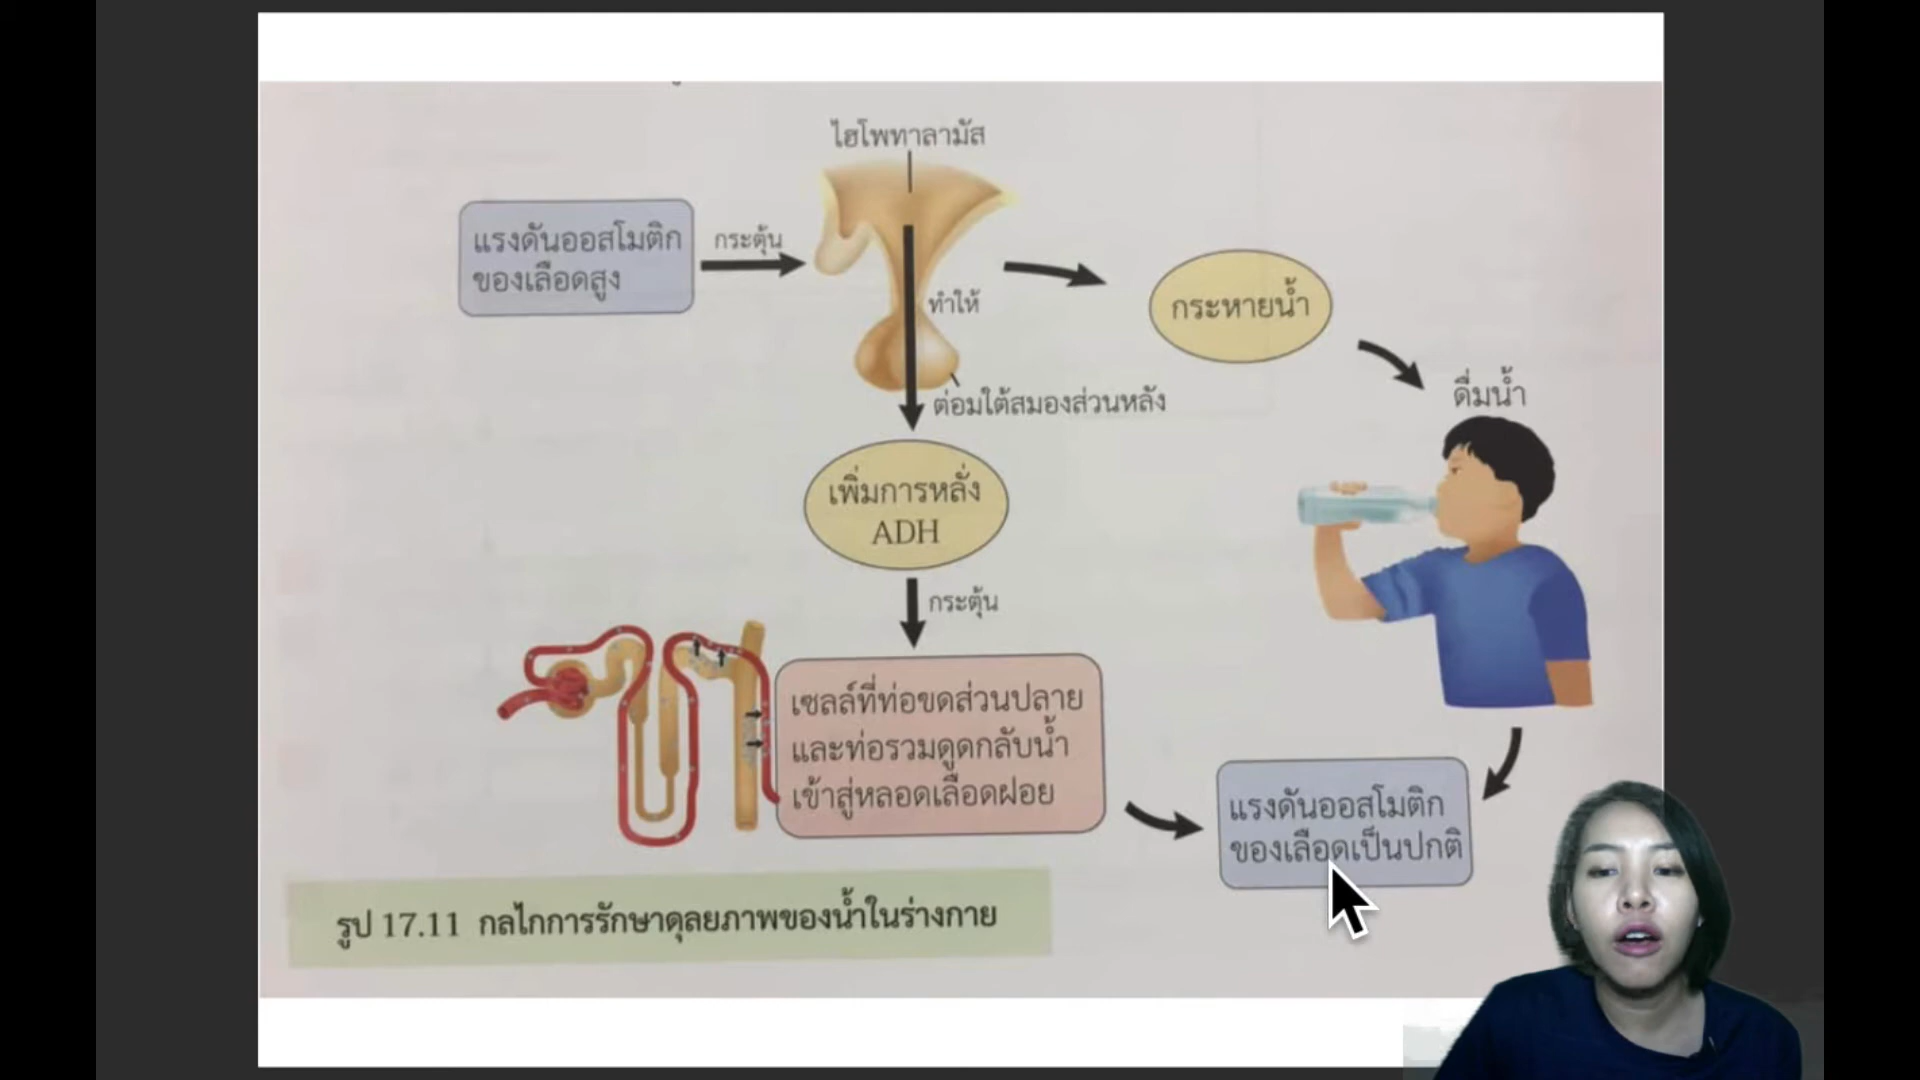 ไฮโพทาลามัส
แรงดันออสโมติก
ของเลือดสูง
กระตุ้น
ทำให้
กระหายน้ำ
ดื่มน้ำ
ต่อมใต้สมองส่วนหลัง
เพิ่มการหลั่ง
ADH
กระตุ้น
เซลล์ที่ท่อขดส่วนปลาย
และท่อรวมดูดกลับน้ำ
เข้าสู่หลอดเลือดฝอย
แรงดันออสโมติก
ของเลือดเป็นปกติ
รูป 17.11 กลไกการรักษาดุลยภาพของน้ำในร่างกาย